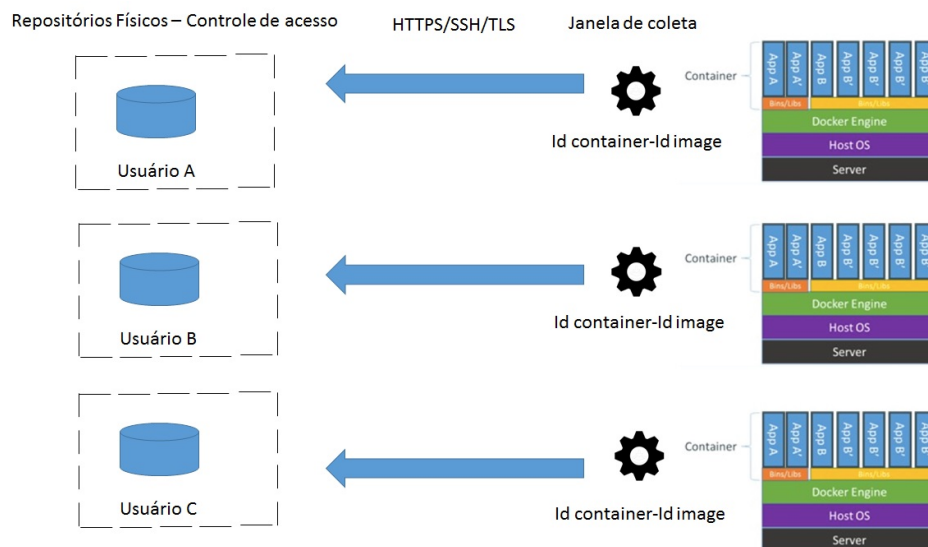 Repositórios Físicos – Controle de acesso
HTTPS/SSH/TLS
Janela de coleta
Usuário A
Id container-Id image
Container
App A
App A'
App B
App B'
App B'
App B'
App B
Bins/Libs
Bins/Libs
Docker Engine
Host OS
Server
Usuário B
Id container-Id image
Container
App A
App A'
App B
App B'
App B'
App B'
App B
Bins/Libs
Bins/Libs
Docker Engine
Host OS
Server
Usuário C
Id container-Id image
Container
App A
App A'
App B
App B'
App B'
App B'
App B
Bins/Libs
Bins/Libs
Docker Engine
Host OS
Server